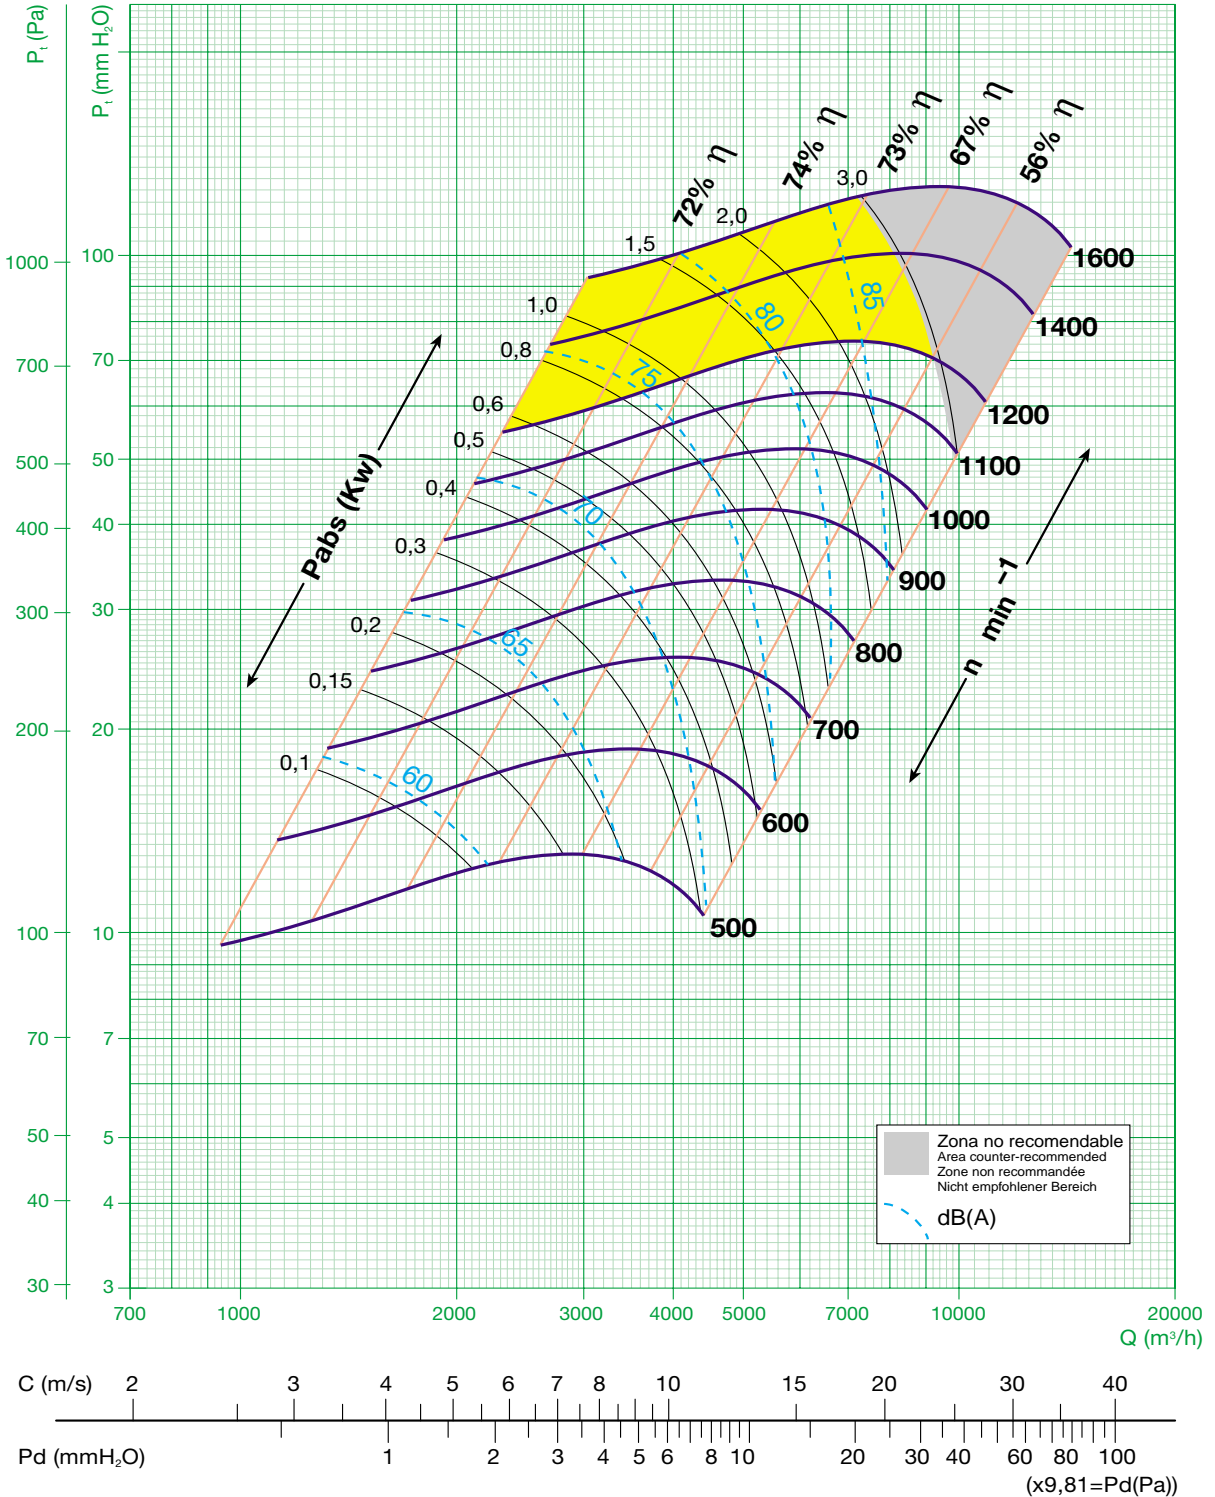 Pt (Pa)
Pt (mm H2O)
72% η
74% η
73% η
67% η
56% η
1,5
2,0
3,0
1000
100
1,0
80
85
1600
1400
0,8
75
700
70
0,6
1200
0,5
500
50
1100
0,4
70
Pabs (Kw)
400
40
1000
0,3
900
n min -1
300
30
0,2
65
800
0,15
200
20
700
0,1
60
600
500
100
10
70
7
50
5
40
4
30
3
Zona no recomendable
Area counter-recommended
Zone non recommandée
Nicht empfohlener Bereich
dB(A)
700 1000 2000 3000 4000 5000 7000 10000 20000
Q (m³/h)
C (m/s) 2 3 4 5 6 7 8 10 15 20 30 40
Pd (mmH2O) 1 2 3 4 5 6 8 10 20 30 40 60 80 100
(x9,81=Pd(Pa))